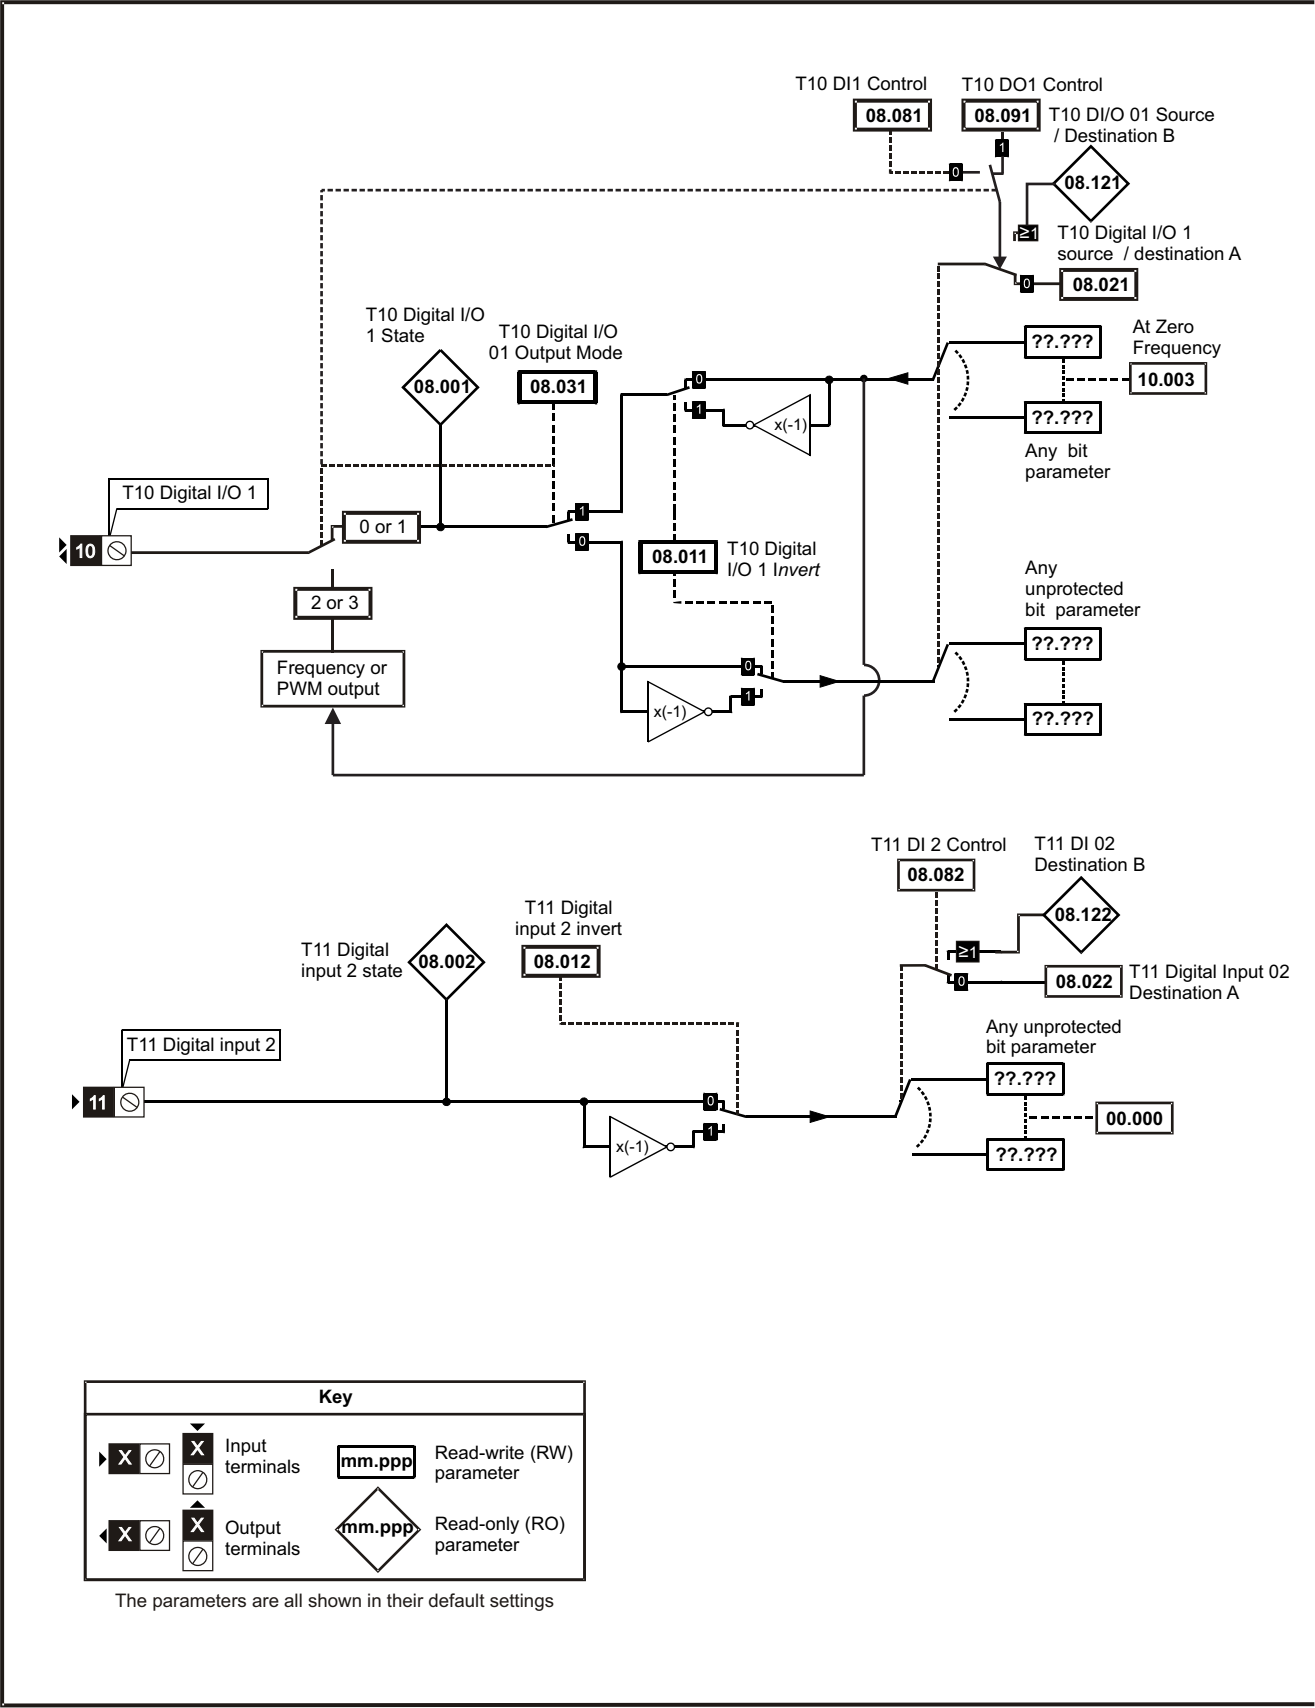 T10 DI1 Control
T10 DO1 Control
08.081
08.091
T10 DI/O 01 Source
/ Destination B
1
0
08.121
≥1
T10 Digital I/O 1
source / destination A
0
08.021
T10 Digital I/O
1 State
T10 Digital I/O
01 Output Mode
08.001
08.031
0
1
x(-1)
??.???
At Zero
Frequency
10.003
??.???
Any bit
parameter
T10 Digital I/O 1
10
0 or 1
1
0
08.011
T10 Digital
I/O 1 Invert
2 or 3
Frequency or
PWM output
0
1
x(-1)
Any
unprotected
bit parameter
??.???
??.???
T11 DI 2 Control
08.082
T11 DI 02
Destination B
08.122
≥1
0
08.022
T11 Digital Input 02
Destination A
T11 Digital
input 2 state
08.002
T11 Digital
input 2 invert
08.012
T11 Digital input 2
11
0
1
x(-1)
Any unprotected
bit parameter
??.???
00.000
??.???
Key
X
X
Input
terminals
mm.ppp
Read-write (RW)
parameter
X
X
Output
terminals
mm.ppp
Read-only (RO)
parameter
The parameters are all shown in their default settings